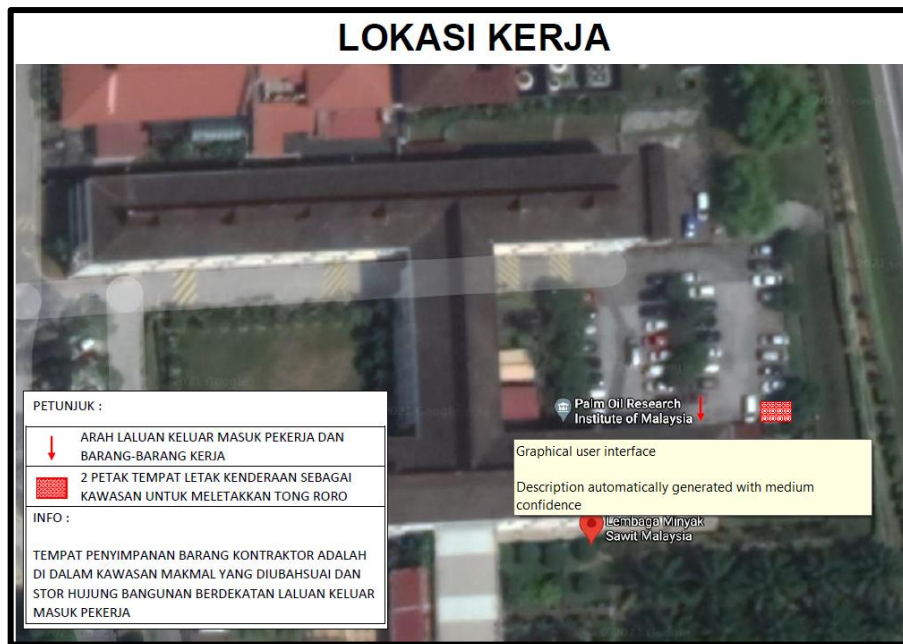 LOKASI KERJA
Palm Oil Research
Institute of Malaysia
Graphical user interface
Description automatically generated with medium
confidence
Lembaga Minyak
Sawit Malaysia
PETUNJUK :
ARAH LALUAN KELUAR MASUK PEKERJA DAN
BARANG-BARANG KERJA
2 PETAK TEMPAT LETAK KENDERAAN SEBAGAI
KAWASAN UNTUK MELETAKKAN TONG RORO
INFO :
TEMPAT PENYIMPANAN BARANG KONTRAKTOR ADALAH
DI DALAM KAWASAN MAKMAL YANG DIUBAHSUAI DAN
STOR HUJUNG BANGUNAN BERDEKATAN LALUAN KELUAR
MASUK PEKERJA